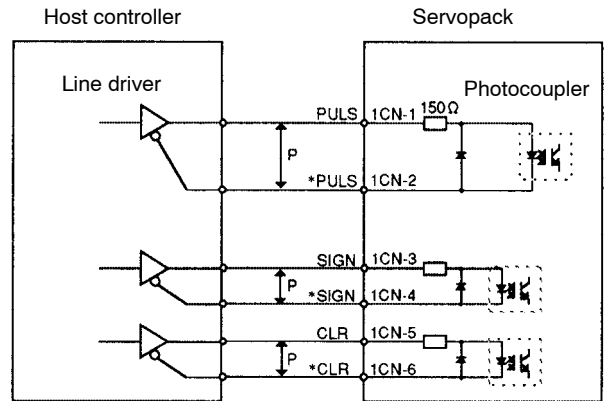 Host controller
Servopack
Line driver
Photocoupler
PULS 1CN-1 150Ω
P
*PULS 1CN-2
SIGN 1CN-3
P
*SIGN 1CN-4
CLR 1CN-5
P
*CLR 1CN-6